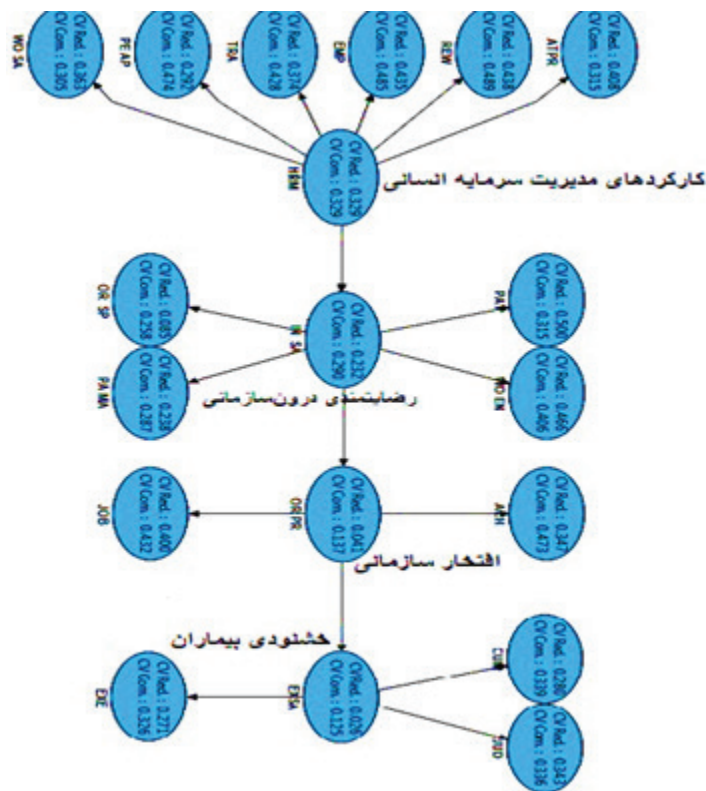 WO SA
CV Red. : 0.363
CV Com. : 0.305
PE AP
CV Red. : 0.292
CV Com. : 0.474
TRA
CV Red. : 0.374
CV Com. : 0.428
EMP
CV Red. : 0.435
CV Com. : 0.485
REW
CV Red. : 0.438
CV Com. : 0.489
ATPR
CV Red. : 0.408
CV Com. : 0.315
HRM
CV Red. : 0.329
CV Com. : 0.329
کارکردهای مدیریت سرمایه انسانی
OR SP
CV Red. : 0.085
CV Com. : 0.258
PA MA
CV Red. : 0.238
CV Com. : 0.287
IN SA
CV Red. : 0.232
CV Com. : 0.290
PAY
CV Red. : 0.500
CV Com. : 0.315
WO EN
CV Red. : 0.466
CV Com. : 0.406
رضایتمندی درون‌سازمانی
JOB
CV Red. : 0.400
CV Com. : 0.432
OR PR
CV Red. : 0.041
CV Com. : 0.137
CV Red. : 0.347
CV Com. : 0.473
افتخار سازمانی
خشنودی بیماران
EXE
CV Red. : 0.271
CV Com. : 0.326
EXSA
CV Red. : 0.026
CV Com. : 0.125
CV Red. : 0.280
CV Com. : 0.339
CV Red. : 0.343
CV Com. : 0.336